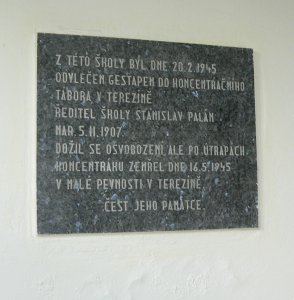 Z TÉTO ŠKOLY BYL DNE 20.2.1945
ODVLEČEN GESTAPEM DO KONCENTRAČNÍHO
TÁBORA V TEREZÍNĚ
ŘEDITEL ŠKOLY STANISLAV PALÁN
NAR. 5.11.1907.
DOŽIL SE OSVOBOZENÍ, ALE PO ÚTRAPÁCH
KONCENTRÁKU ZEMŘEL DNE 16.5.1945
V MALÉ PEVNOSTI V TEREZÍNĚ.
ČEST JEHO PAMÁTCE.